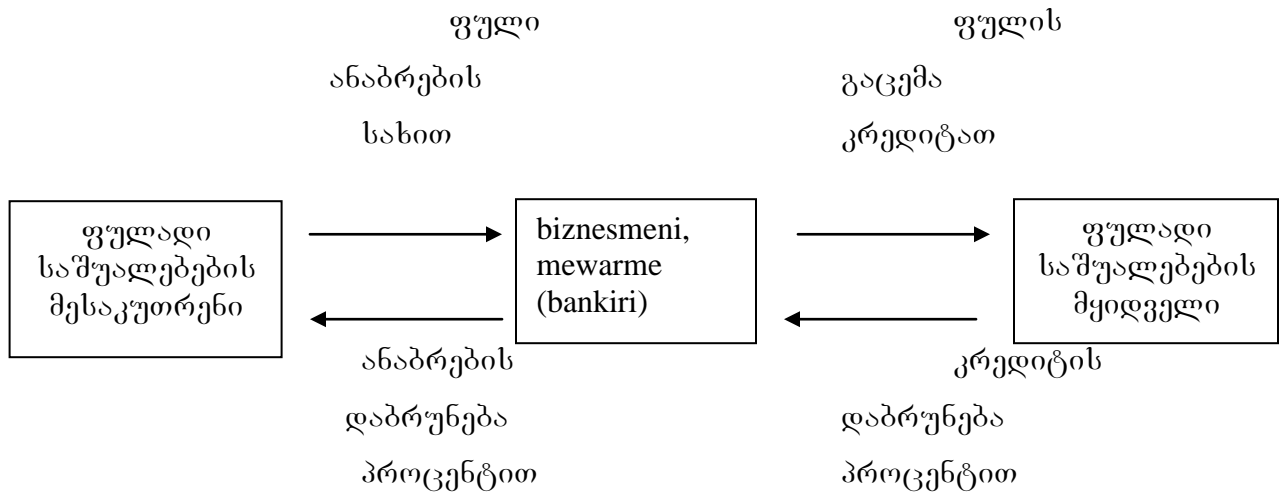 ფული
ანაბრების
სახით
ფულის
გაცემა
კრედიტათ
ფულადი
საშუალებების
მესაკუთრენი
biznesmeni,
mewarme
(bankiri)
ფულადი
საშუალებების
მყიდველი
ანაბრების
დაბრუნება
პროცენტით
კრედიტის
დაბრუნება
პროცენტით